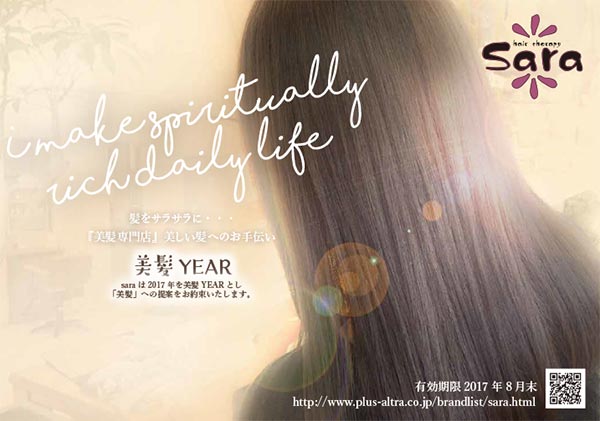 hair therapy
Sara
i make spiritually
rich daily life
髪をサラサラに・・・
『美髪専門店』美しい髪へのお手伝い
美髪 YEAR
sara は 2017 年を美髪 YEAR とし
「美髪」への提案をお約束いたします。
有効期限 2017 年 8 月末
http://www.plus-altra.co.jp/brandlist/sara.html